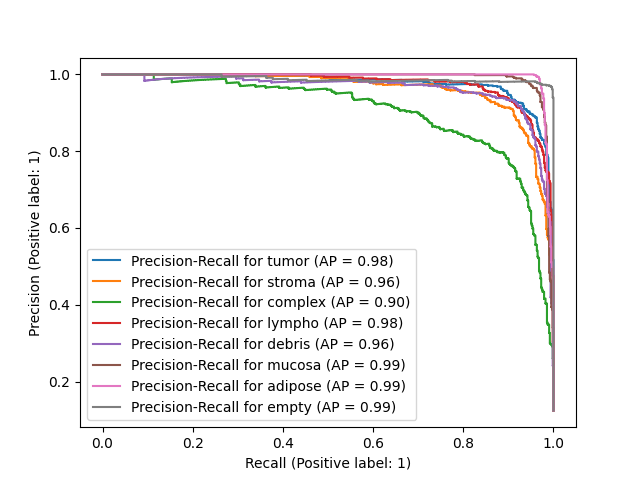 1.0
0.8
0.6
0.4
0.2
Precision (Positive label: 1)
Precision-Recall for tumor (AP = 0.98)
Precision-Recall for stroma (AP = 0.96)
Precision-Recall for complex (AP = 0.90)
Precision-Recall for lympho (AP = 0.98)
Precision-Recall for debris (AP = 0.96)
Precision-Recall for mucosa (AP = 0.99)
Precision-Recall for adipose (AP = 0.99)
Precision-Recall for empty (AP = 0.99)
0.0 0.2 0.4 0.6 0.8 1.0
Recall (Positive label: 1)